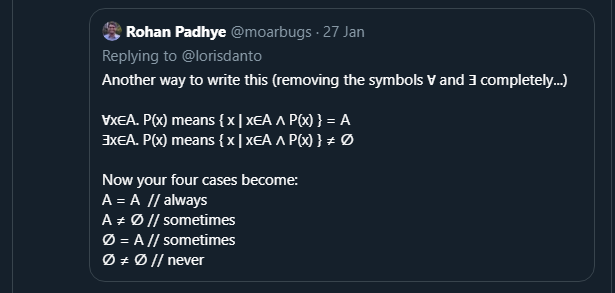 Rohan Padhye @moarbugs · 27 Jan
Replying to @lorisdanto
Another way to write this (removing the symbols ∀ and ∃ completely...)
∀x∈A. P(x) means { x | x∈A ∧ P(x) } = A
∃x∈A. P(x) means { x | x∈A ∧ P(x) } ≠ Ø
Now your four cases become:
A = A // always
A ≠ Ø // sometimes
Ø = A // sometimes
Ø ≠ Ø // never